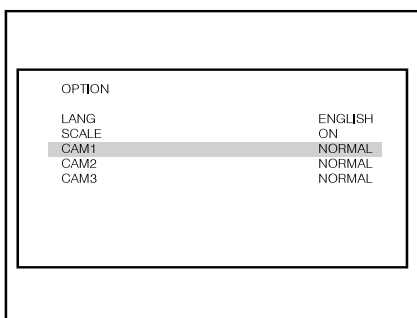 OPTION
LANG ENGLISH
SCALE ON
CAM1 NORMAL
CAM2 NORMAL
CAM3 NORMAL